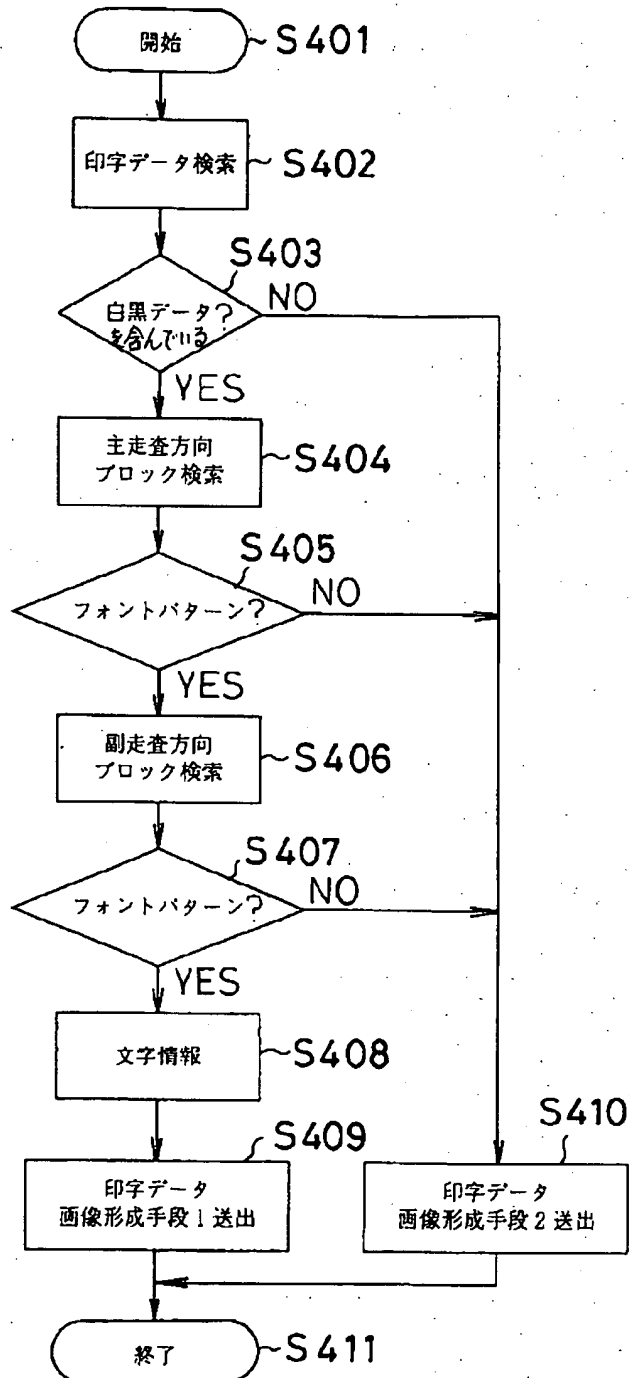 開始
S401
印字データ検索
S402
S403
白黒データ?
を含んでいる
NO
YES
主走査方向
ブロック検索
S404
S405
フォントパターン?
NO
YES
副走査方向
ブロック検索
S406
S407
フォントパターン?
NO
YES
文字情報
S408
S409
印字データ
画像形成手段1送出
S410
印字データ
画像形成手段2送出
終了
S411